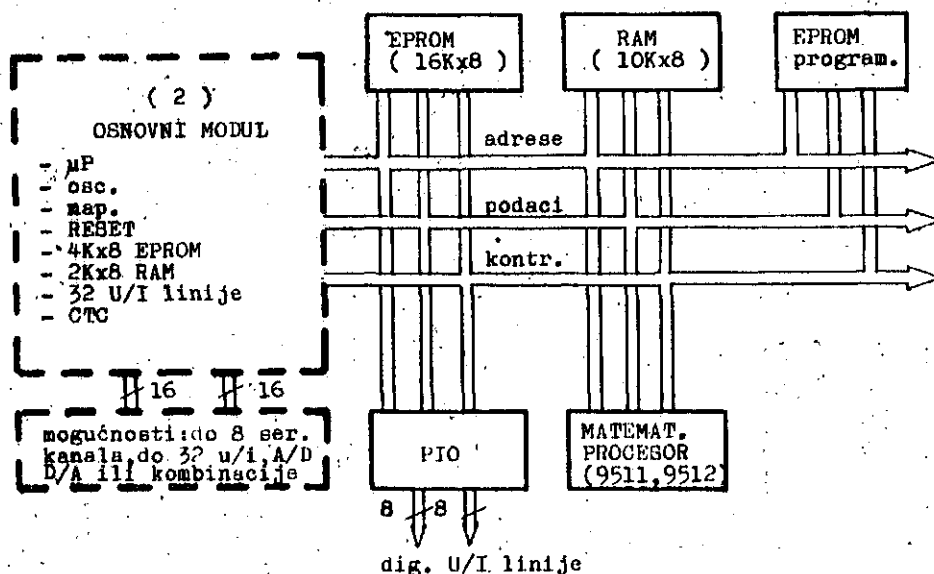 EPROM
( 16Kx8 )
RAM
( 10Kx8 )
EPROM
program.
( 2 )
OSNOVNI MODUL
- µP
- osc.
- nap.
- RESET
- 4Kx8 EPROM
- 2Kx8 RAM
- 32 U/I linije
- CTC
adrese
podaci
kontr.
16
16
mogućnosti:do 8 ser.
kanala,do 32 u/i,A/D
D/A ili kombinacije
PIO
MATEMAT.
PROCESOR
(9511,9512)
8
8
dig. U/I linije